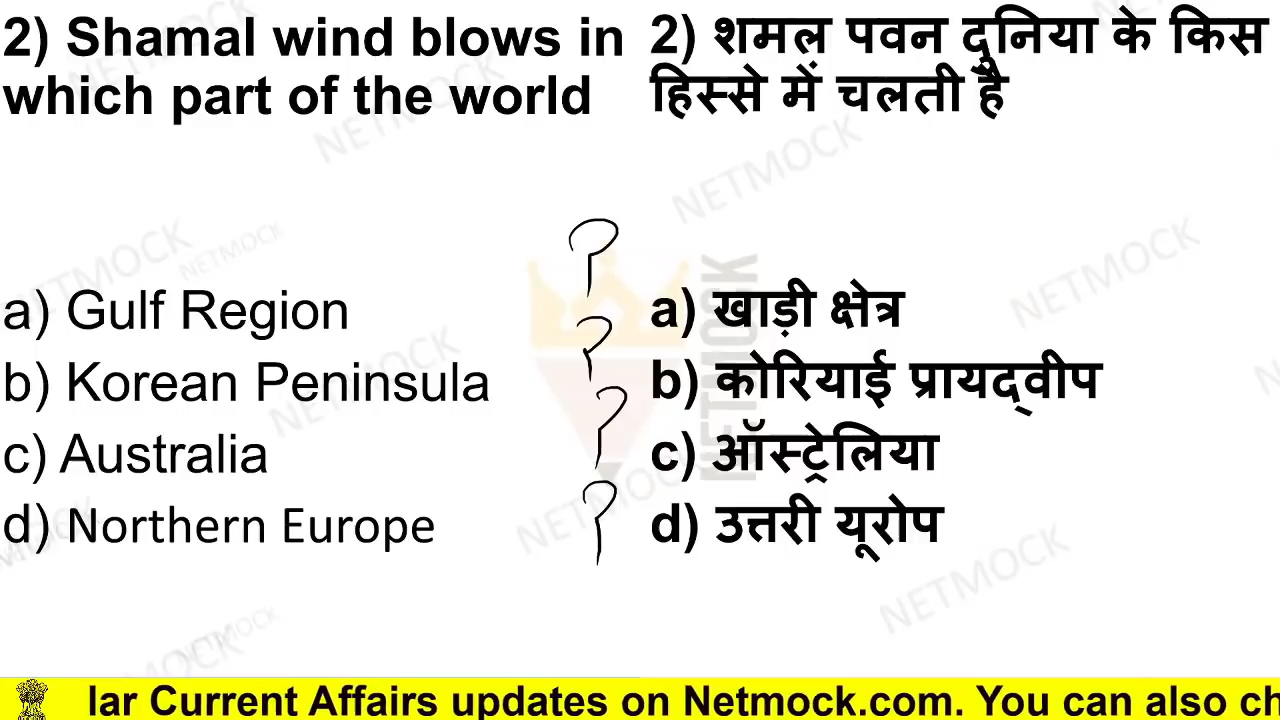 2) Shamal wind blows in
which part of the world
a) Gulf Region
b) Korean Peninsula
c) Australia
d) Northern Europe
2) शमल पवन दुनिया के किस
हिस्से में चलती है
a) खाड़ी क्षेत्र
b) कोरियाई प्रायद्वीप
c) ऑस्ट्रेलिया
d) उत्तरी यूरोप
?
?
?
?
NETMOCK
lar Current Affairs updates on Netmock.com. You can also ch